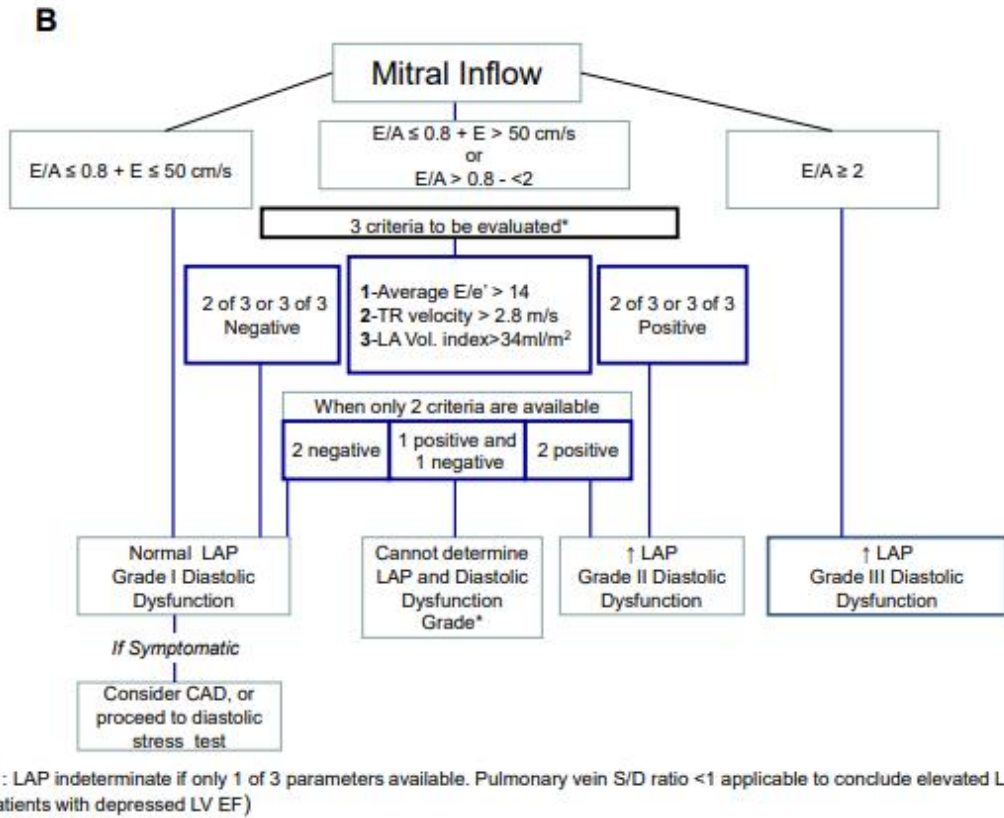 B
Mitral Inflow
E/A ≤ 0.8 + E ≤ 50 cm/s
E/A ≤ 0.8 + E > 50 cm/s
or
E/A > 0.8 - <2
E/A ≥ 2
3 criteria to be evaluated*
2 of 3 or 3 of 3
Negative
1-Average E/e' > 14
2-TR velocity > 2.8 m/s
3-LA Vol. index>34ml/m²
2 of 3 or 3 of 3
Positive
When only 2 criteria are available
2 negative
1 positive and
1 negative
2 positive
Normal LAP
Grade I Diastolic
Dysfunction
Cannot determine
LAP and Diastolic
Dysfunction
Grade*
↑ LAP
Grade II Diastolic
Dysfunction
↑ LAP
Grade III Diastolic
Dysfunction
If Symptomatic
Consider CAD, or
proceed to diastolic
stress test
: LAP indeterminate if only 1 of 3 parameters available. Pulmonary vein S/D ratio <1 applicable to conclude elevated
atients with depressed LV EF)